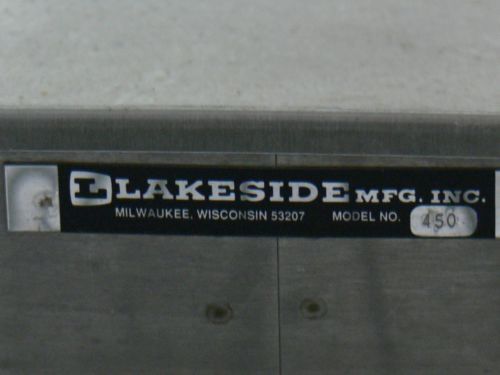 L LAKESIDE MFG. INC.
MILWAUKEE, WISCONSIN 53207 MODEL NO. 450